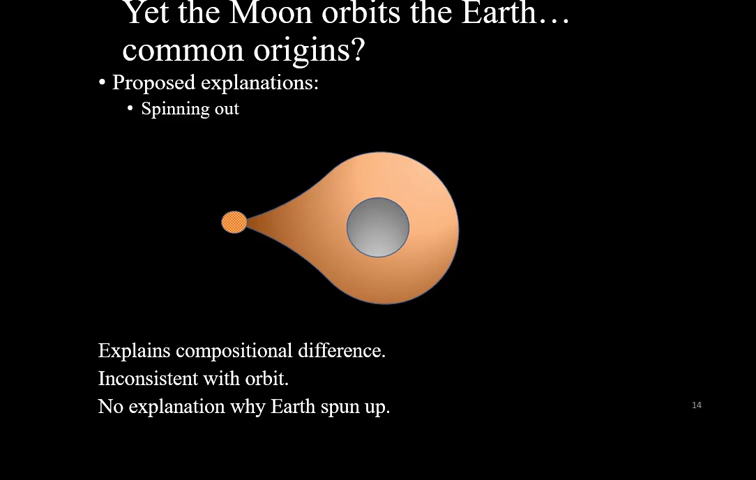 Yet the Moon orbits the Earth…
common origins?
• Proposed explanations:
• Spinning out
Explains compositional difference.
Inconsistent with orbit.
No explanation why Earth spun up.
14